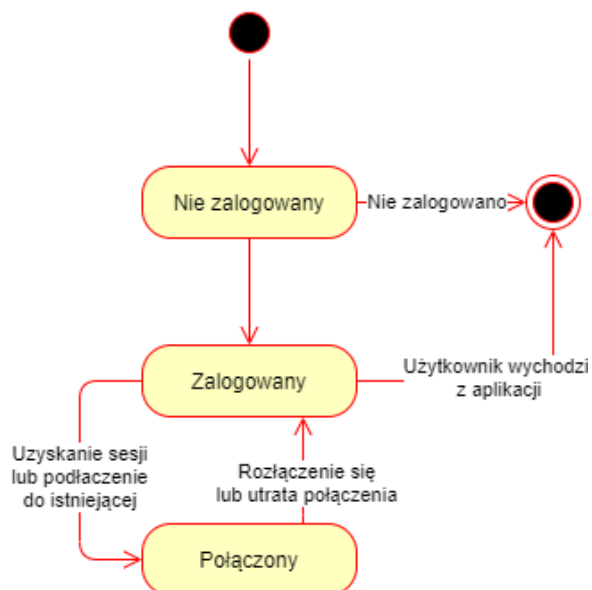 Nie zalogowany
Nie zalogowano
Zalogowany
Użytkownik wychodzi
z aplikacji
Uzyskanie sesji
lub podłaczenie
do istniejącej
Rozłączenie się
lub utrata połączenia
Połączony